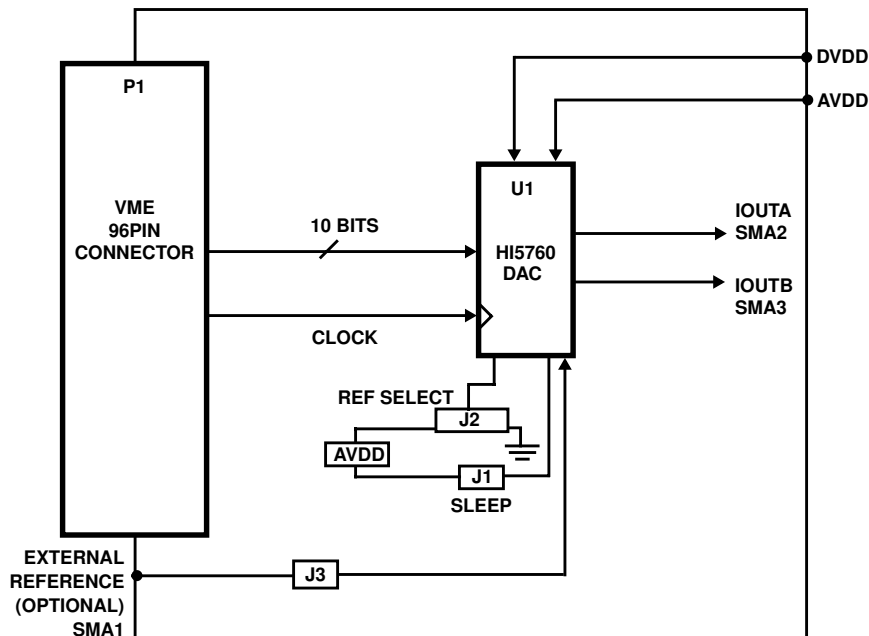 P1
VME
96PIN
CONNECTOR
DVDD
AVDD
U1
HI5760
DAC
10 BITS
CLOCK
IOUTA
SMA2
IOUTB
SMA3
REF SELECT
J2
AVDD
J1
SLEEP
EXTERNAL
REFERENCE
(OPTIONAL)
SMA1
J3